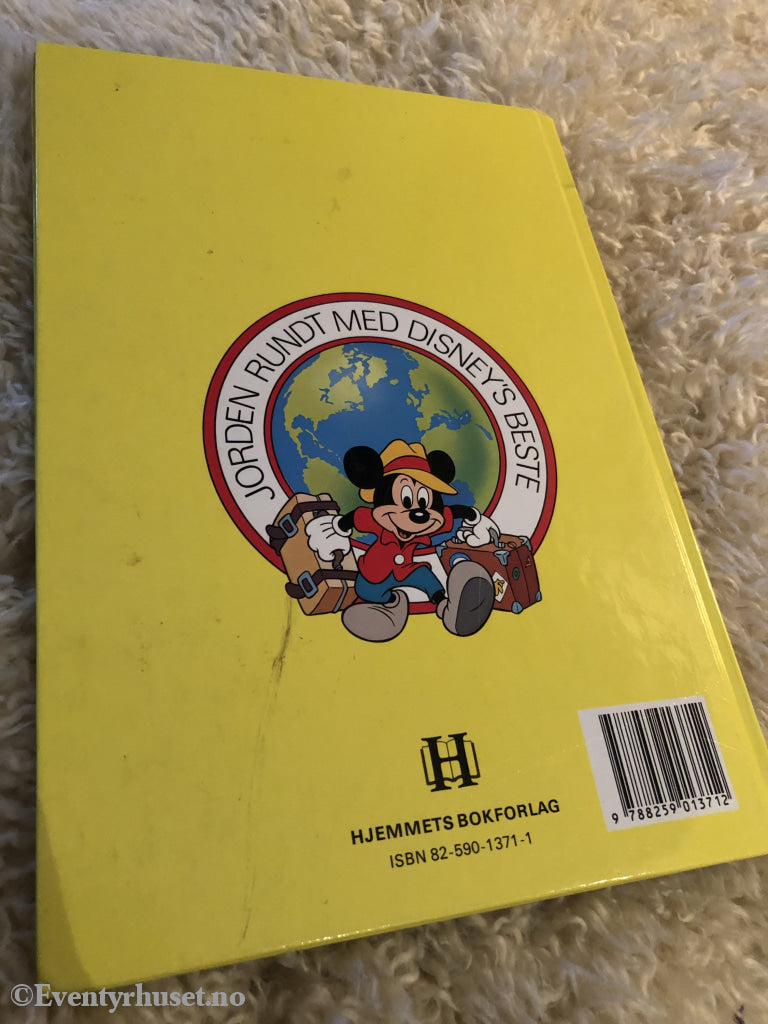 JORDEN RUNDT MED DISNEY'S BESTE
H
HJEMMETS BOKFORLAG
ISBN 82-590-1371-1
9 788259 013712
©Eventyrhuset.no